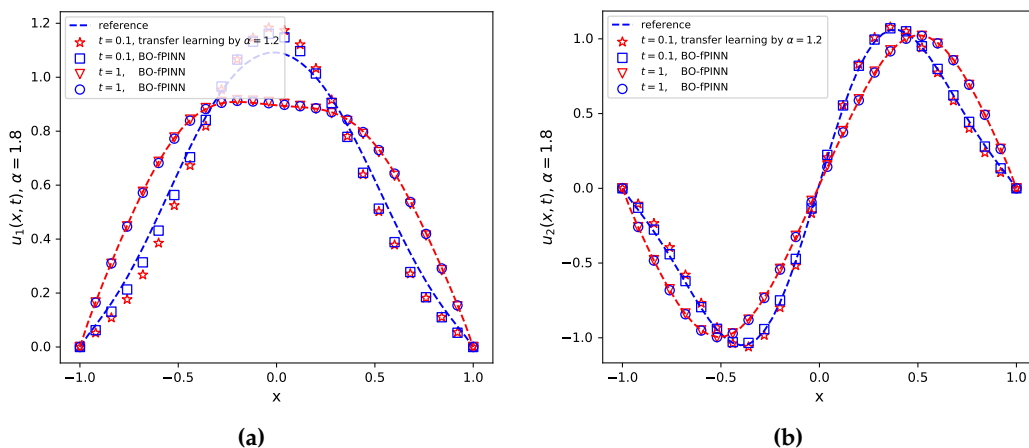 reference
t = 0.1, transfer learning by α = 1.2
t = 0.1, BO-fPINN
t = 1, BO-fPINN
t = 1, BO-fPINN
1.2
1.0
0.8
0.6
0.4
0.2
0.0
u₁(x, t), α = 1.8
−1.0 −0.5 0.0 0.5 1.0
x
(a)
reference
t = 0.1, transfer learning by α = 1.2
t = 0.1, BO-fPINN
t = 1, BO-fPINN
t = 1, BO-fPINN
1.0
0.5
0.0
−0.5
−1.0
u₂(x, t), α = 1.8
−1.0 −0.5 0.0 0.5 1.0
x
(b)